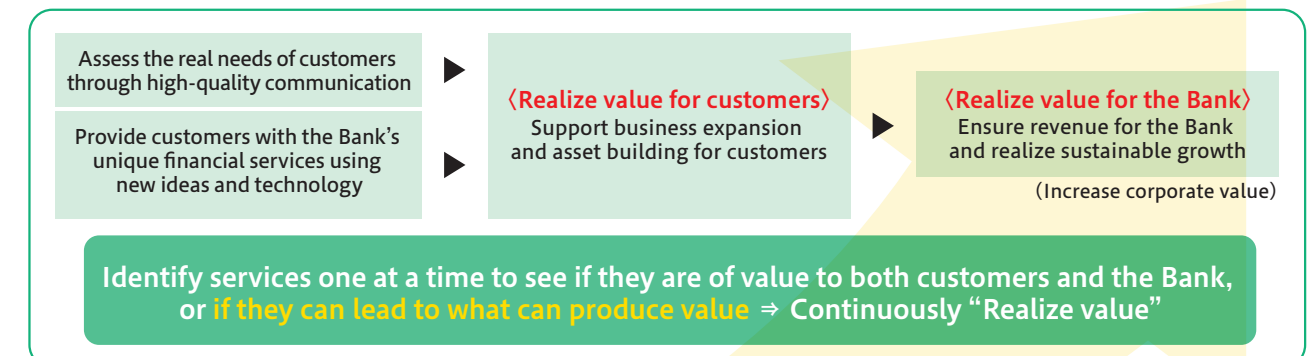 Assess the real needs of customers
through high-quality communication
Provide customers with the Bank’s
unique financial services using
new ideas and technology
〈Realize value for customers〉
Support business expansion
and asset building for customers
〈Realize value for the Bank〉
Ensure revenue for the Bank
and realize sustainable growth
（Increase corporate value）
Identify services one at a time to see if they are of value to both customers and the Bank,
or if they can lead to what can produce value ⇒ Continuously “Realize value”